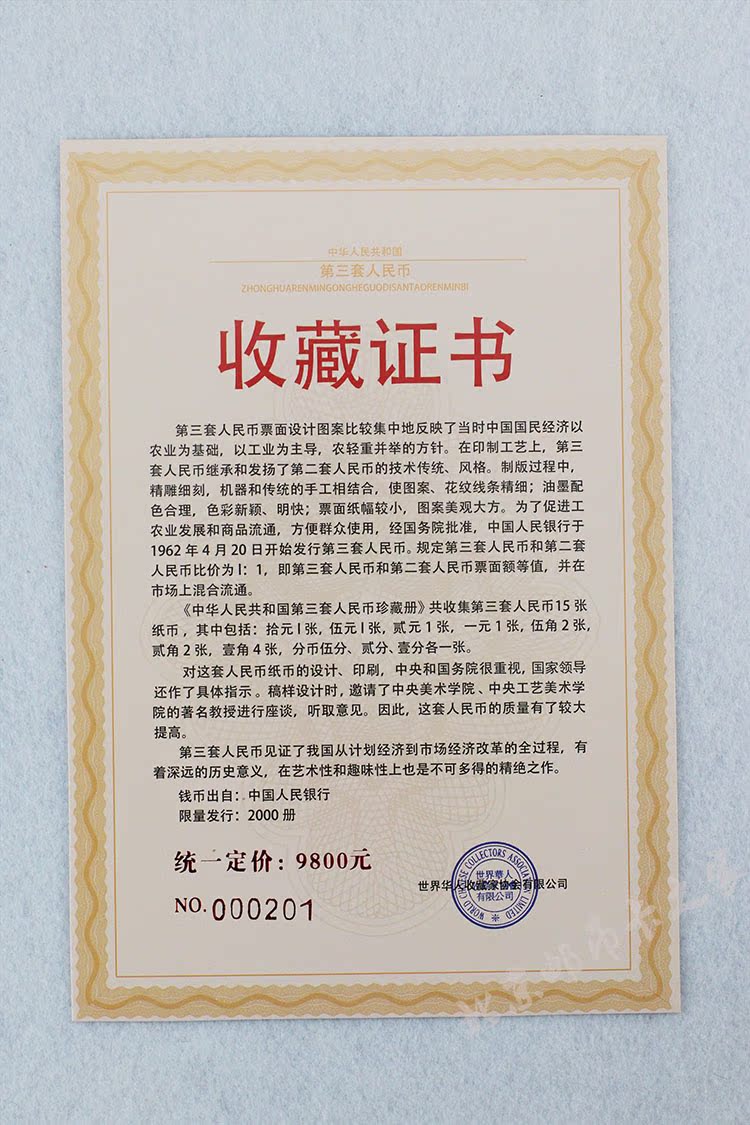 中华人民共和国
第三套人民币
ZHONGHUARENMINGONGHEGUODISANTAORENMINBI
收藏证书
第三套人民币票面设计图案比较集中地反映了当时中国国民经济以
农业为基础，以工业为主导，农轻重并举的方针。在印制工艺上，第三
套人民币继承和发扬了第二套人民币的技术传统、风格。制版过程中，
精雕细刻，机器和传统的手工相结合，使图案、花纹线条精细；油墨配
色合理，色彩新颖、明快；票面纸幅较小，图案美观大方。为了促进工
农业发展和商品流通，方便群众使用，经国务院批准，中国人民银行于
1962年4月20日开始发行第三套人民币。规定第三套人民币和第二套
人民币比价为I：1，即第三套人民币和第二套人民币票面额等值，并在
市场上混合流通。
《中华人民共和国第三套人民币珍藏册》共收集第三套人民币15张
纸币，其中包括：拾元I张，伍元I张，贰元1张，一元1张，伍角2张，
贰角2张，壹角4张，分币伍分、贰分、壹分各一张。
对这套人民币纸币的设计、印刷，中央和国务院很重视，国家领导
还作了具体指示。稿样设计时，邀请了中央美术学院、中央工艺美术学
院的著名教授进行座谈，听取意见。因此，这套人民币的质量有了较大
提高。
第三套人民币见证了我国从计划经济到市场经济改革的全过程，有
着深远的历史意义，在艺术性和趣味性上也是不可多得的精绝之作。
钱币出自：中国人民银行
限量发行：2000册
统一定价：9800元
NO.000201
世界华人收藏家协会有限公司
WORLD CHINESE COLLECTORS ASSOCIATION LIMITED
世界華人
有限公司